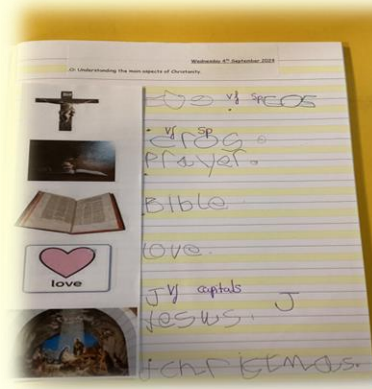 Wednesday 4th September 2024
LO: Understanding the main aspects of Christianity.
sp
sp
cros
Prayer.
Bible
love.
love
J capitals J
Jesus.
christmas.